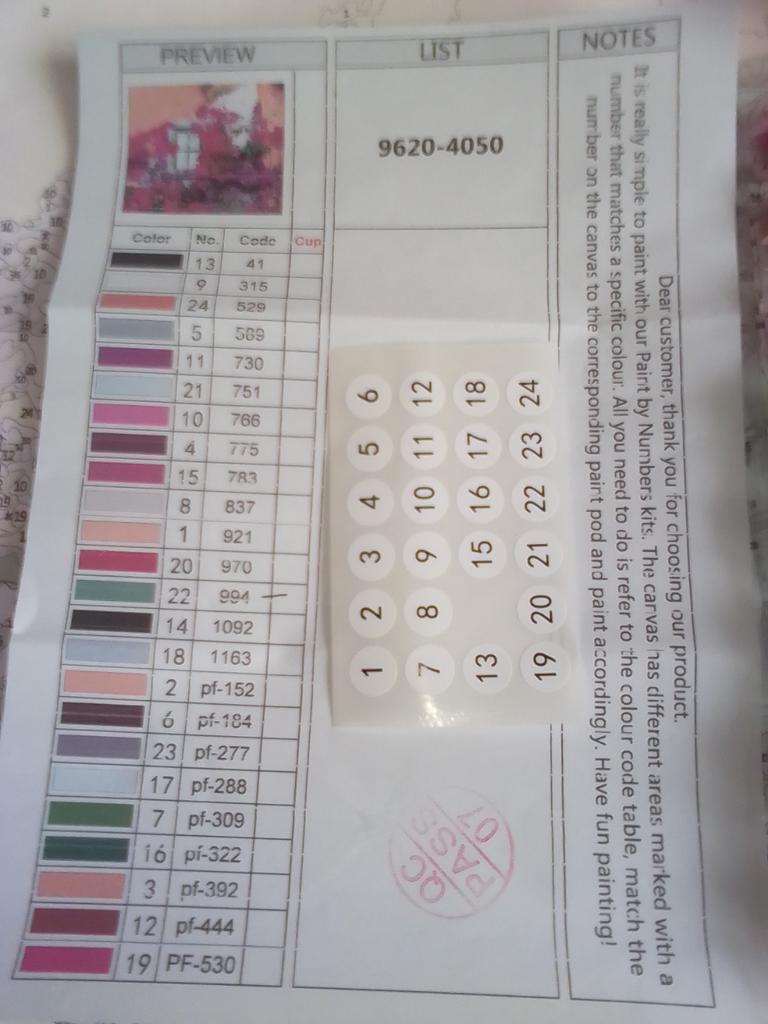 PREVIEW
Color No. Code Cup
13 41
9 315
24 529
5 589
11 730
21 751
10 766
4 775
15 783
8 837
1 921
20 970
22 994
14 1092
18 1163
2 pf-152
6 pf-184
23 pf-277
17 pf-288
7 pf-309
16 pf-322
3 pf-392
12 pf-444
19 PF-530
LIST
9620-4050
1 2 3 4 5 6
7 8 9 10 11 12
13 15 16 17 18
19 20 21 22 23 24
QC
PASS
07
NOTES
Dear customer, thank you for choosing our product.
It is really simple to paint with our Paint by Numbers kits. The canvas has different areas marked with a
number that matches a specific colour. All you need to do is refer to the colour code table, match the
number on the canvas to the corresponding paint pod and paint accordingly. Have fun painting!